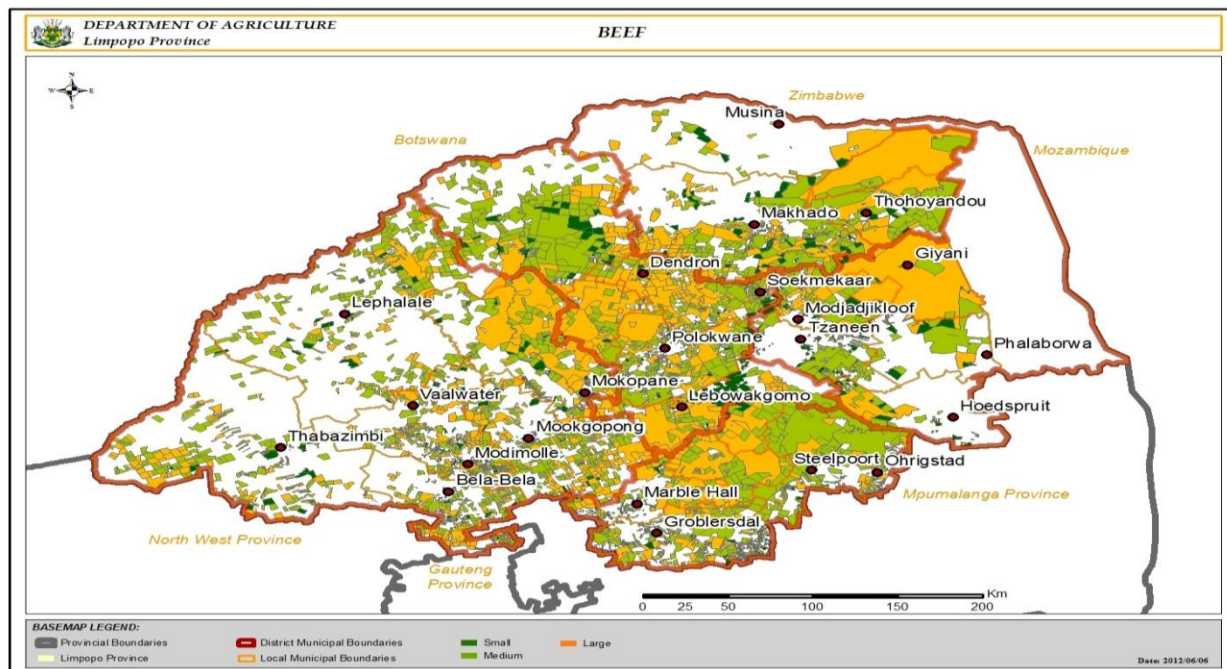 DEPARTMENT OF AGRICULTURE
Limpopo Province
BEEF
N
W E
S
Zimbabwe
Musina
Botswana
Mozambique
Thohoyandou
Makhado
Giyani
Dendron
Soekmekaar
Lephalale
Modjadjikloof
Tzaneen
Polokwane
Phalaborwa
Mokopane
Vaalwater
Lebowakgomo
Hoedspruit
Mookgopong
Thabazimbi
Modimolle
Steelpoort
Ohrigstad
Bela-Bela
Marble Hall
Mpumalanga Province
Groblersdal
North West Province
Gauteng
Province
Km
0 25 50 100 150 200
BASEMAP LEGEND:
Provincial Boundaries District Municipal Boundaries Small Large
Limpopo Province Local Municipal Boundaries Medium
Date: 2012/06/06